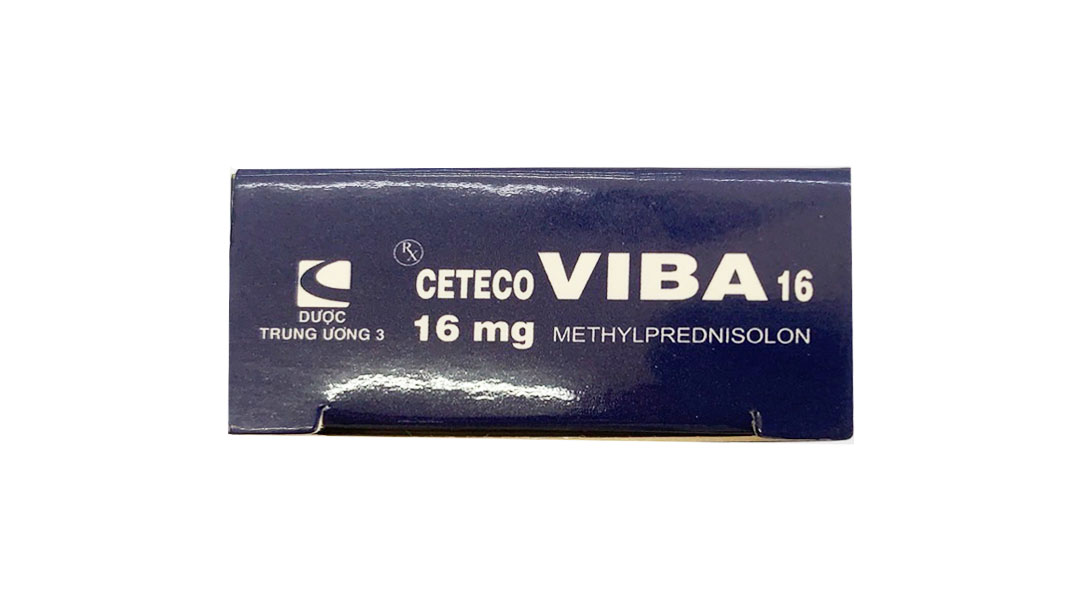 DƯỢC
TRUNG ƯƠNG 3
Rx CETECO VIBA 16
16 mg METHYLPREDNISOLON